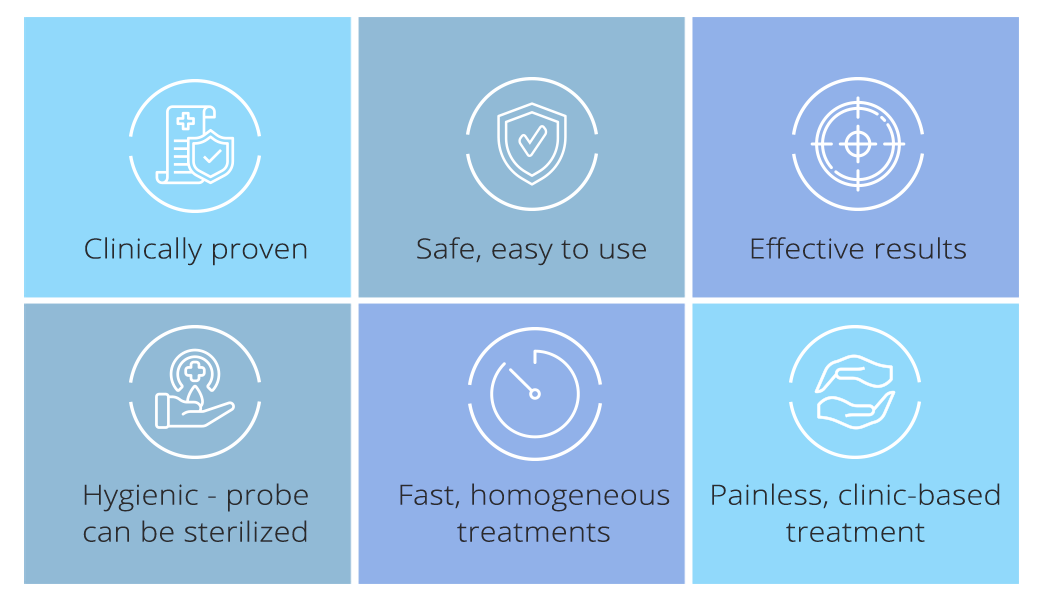 Clinically proven
Safe, easy to use
Effective results
Hygienic - probe
can be sterilized
Fast, homogeneous
treatments
Painless, clinic-based
treatment